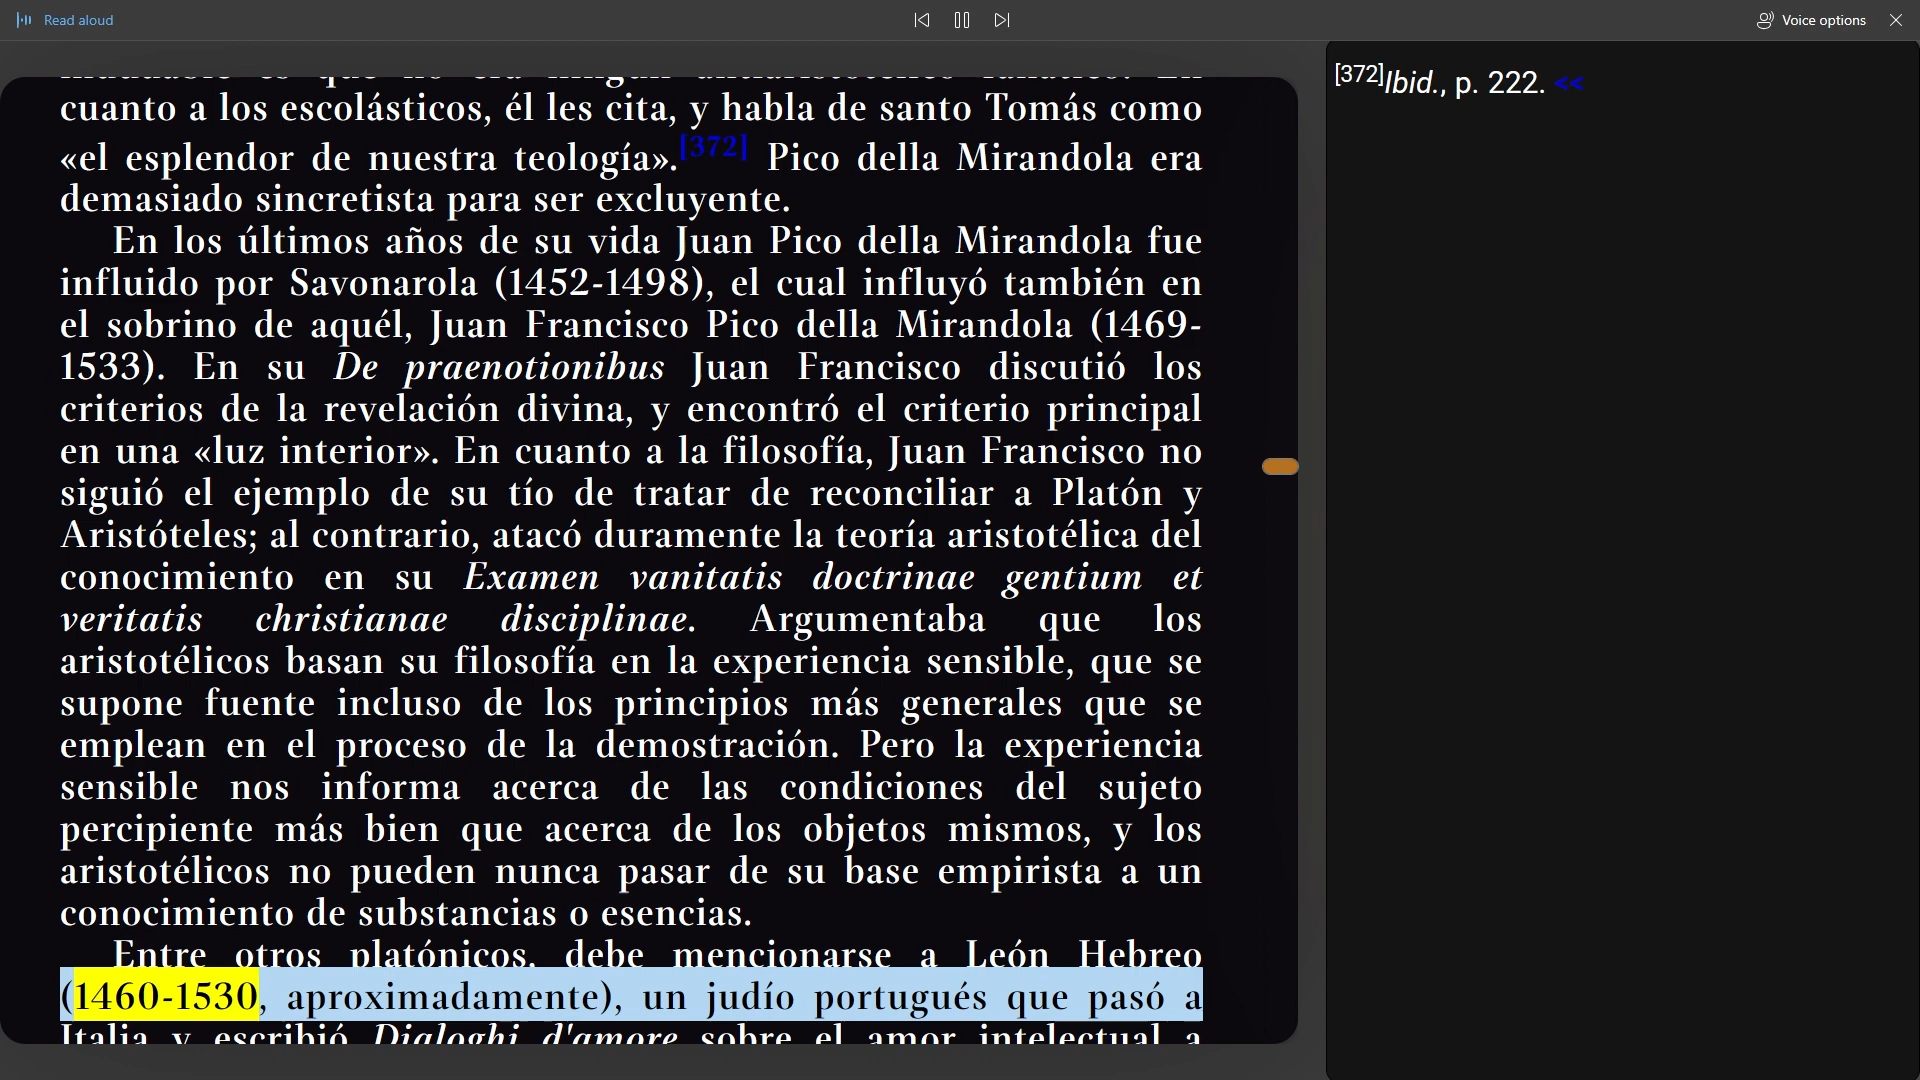 Read aloud
Voice options
cuanto a los escolásticos, él les cita, y habla de santo Tomás como
«el esplendor de nuestra teología».[372] Pico della Mirandola era
demasiado sincretista para ser excluyente.
En los últimos años de su vida Juan Pico della Mirandola fue
influido por Savonarola (1452-1498), el cual influyó también en
el sobrino de aquél, Juan Francisco Pico della Mirandola (1469-
1533). En su De praenotionibus Juan Francisco discutió los
criterios de la revelación divina, y encontró el criterio principal
en una «luz interior». En cuanto a la filosofía, Juan Francisco no
siguió el ejemplo de su tío de tratar de reconciliar a Platón y
Aristóteles; al contrario, atacó duramente la teoría aristotélica del
conocimiento en su Examen vanitatis doctrinae gentium et
veritatis christianae disciplinae. Argumentaba que los
aristotélicos basan su filosofía en la experiencia sensible, que se
supone fuente incluso de los principios más generales que se
emplean en el proceso de la demostración. Pero la experiencia
sensible nos informa acerca de las condiciones del sujeto
percipiente más bien que acerca de los objetos mismos, y los
aristotélicos no pueden nunca pasar de su base empirista a un
conocimiento de substancias o esencias.
Entre otros platónicos, debe mencionarse a León Hebreo
(1460-1530, aproximadamente), un judío portugués que pasó a
Italia y escribió Dialoghi d'amore sobre el amor intelectual a
[372]Ibid., p. 222. <<